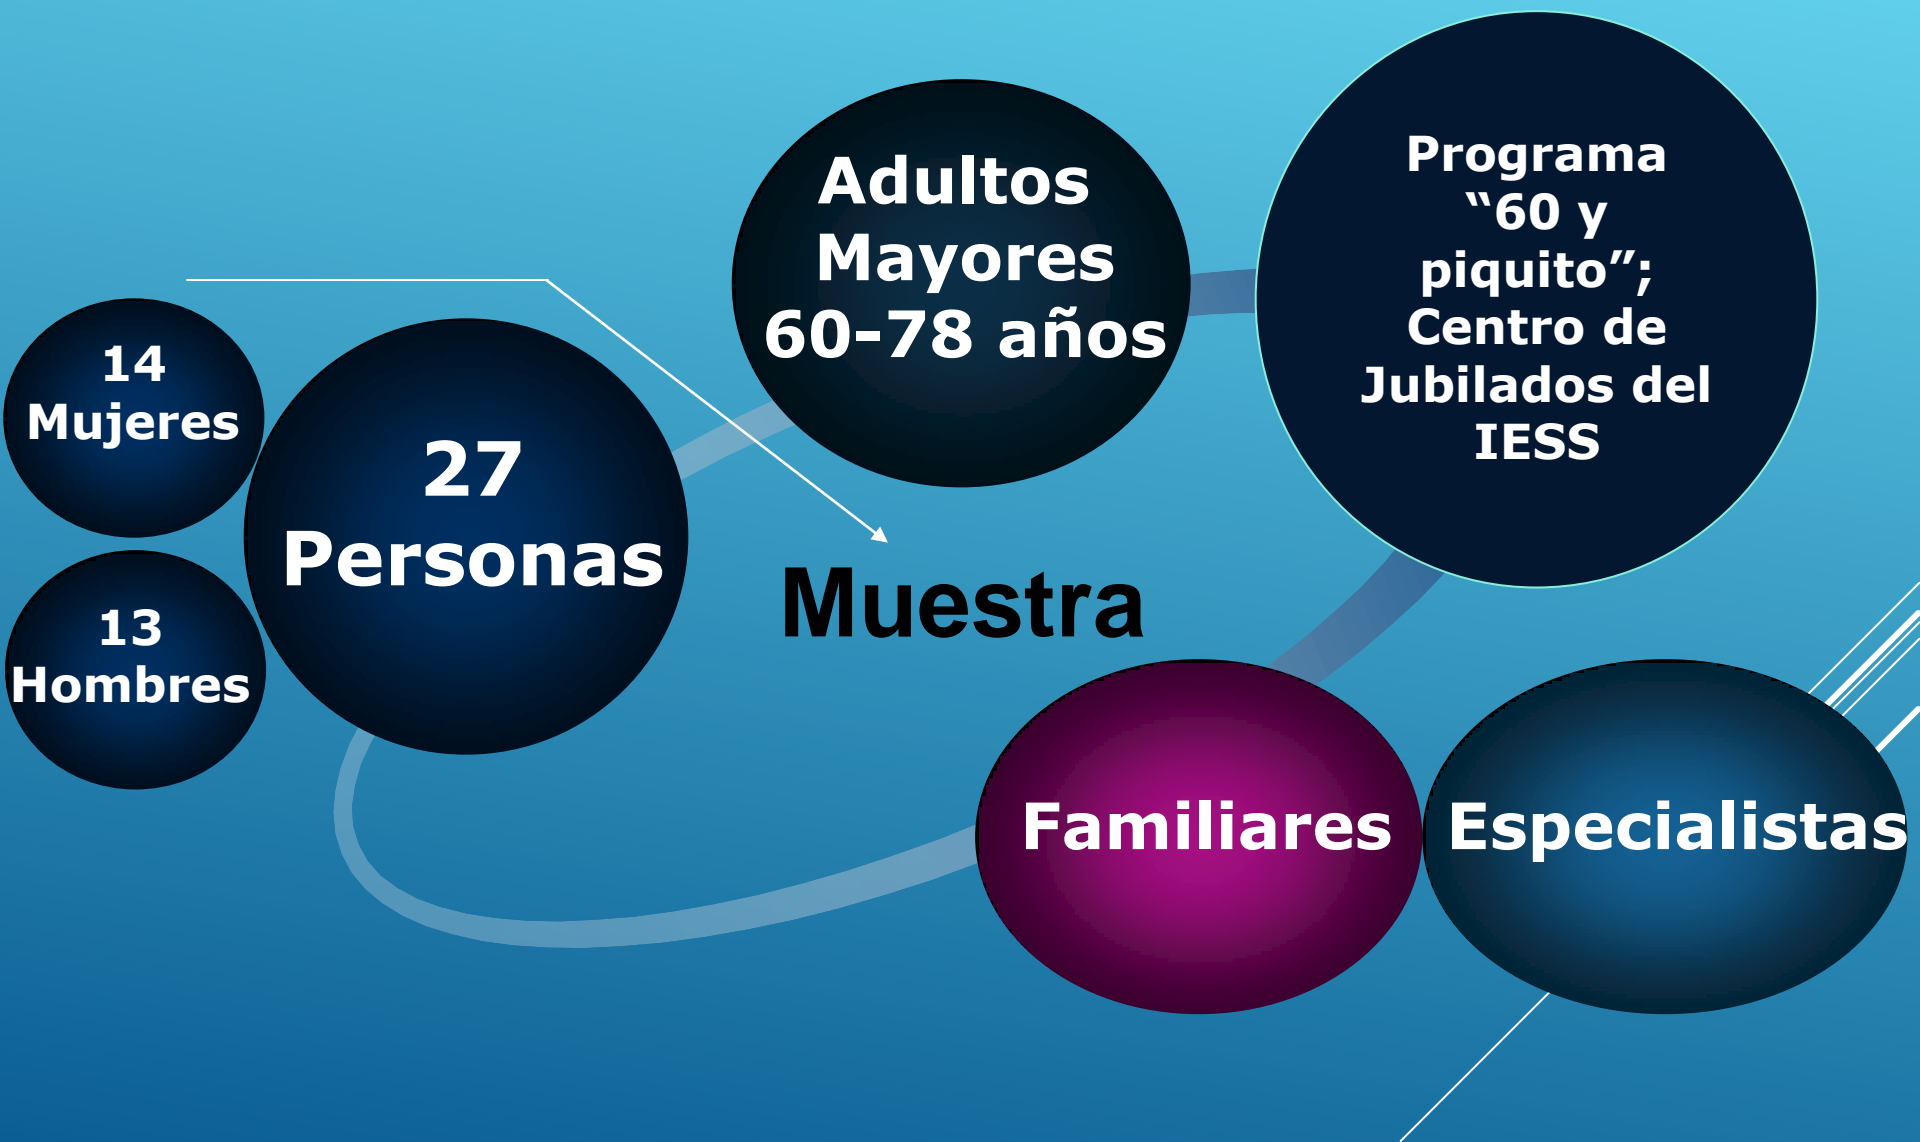 14
Mujeres
13
Hombres
27
Personas
Adultos
Mayores
60-78 años
Programa
“60 y
piquito”;
Centro de
Jubilados del
IESS
Muestra
Familiares
Especialistas